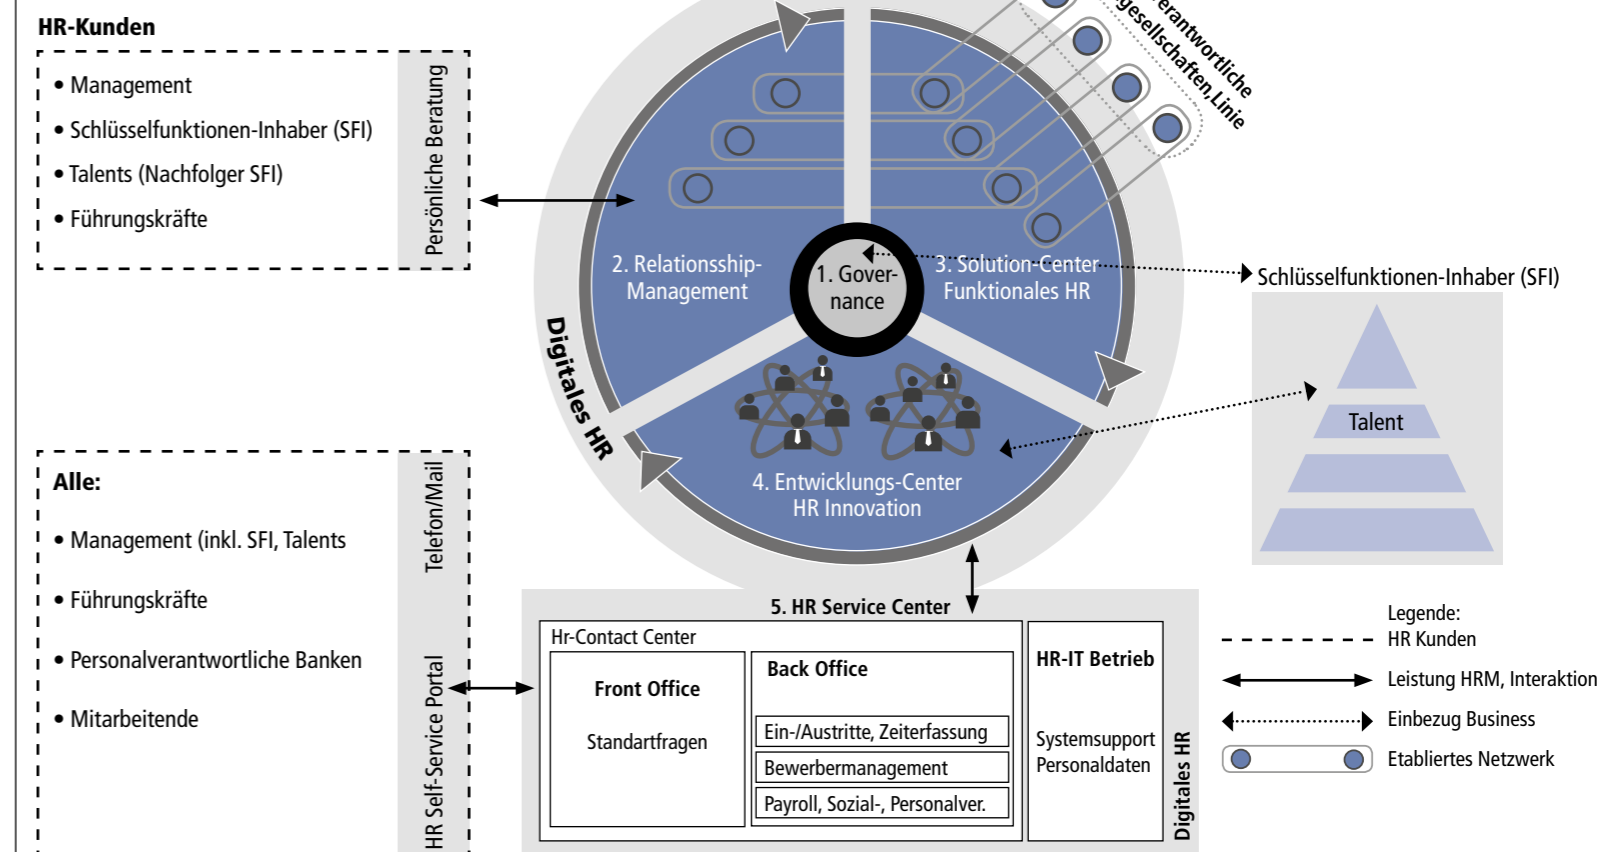 HR-Kunden
• Management
• Schlüsselfunktionen-Inhaber (SFI)
• Talents (Nachfolger SFI)
• Führungskräfte
Persönliche Beratung
gesellschaften,Linie
2. Relationsship-
Management
1. Gover-
nance
3. Solution-Center
Funktionales HR
Schlüsselfunktionen-Inhaber (SFI)
Talent
Digitales HR
4. Entwicklungs-Center
HR Innovation
Alle:
• Management (inkl. SFI, Talents
• Führungskräfte
• Personalverantwortliche Banken
• Mitarbeitende
Telefon/Mail
HR Self-Service Portal
5. HR Service Center
Hr-Contact Center
Front Office
Standartfragen
Back Office
Ein-/Austritte, Zeiterfassung
Bewerbermanagement
Payroll, Sozial-, Personalver.
HR-IT Betrieb
Systemsupport
Personaldaten
Digitales HR
Legende:
HR Kunden
Leistung HRM, Interaktion
Einbezug Business
Etabliertes Netzwerk